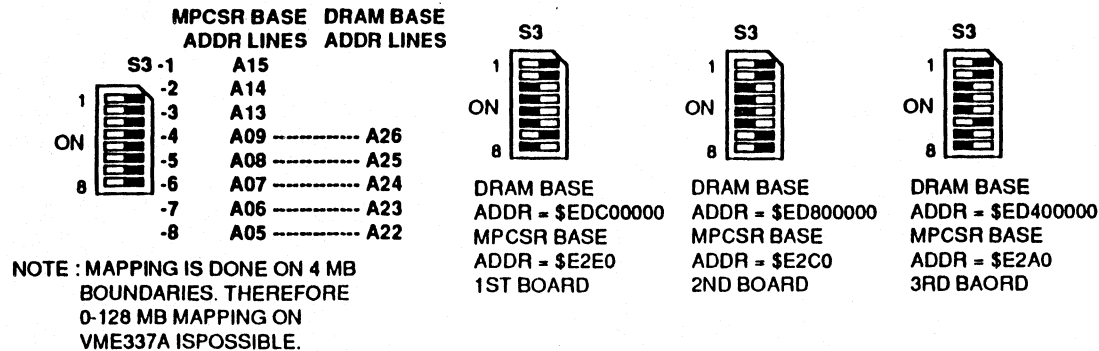 MPCSR BASE DRAM BASE
ADDR LINES ADDR LINES
S3 -1 A15
-2 A14
-3 A13
-4 A09 ----------- A26
-5 A08 ----------- A25
-6 A07 ----------- A24
-7 A06 ----------- A23
-8 A05 ----------- A22
1
ON
8
NOTE : MAPPING IS DONE ON 4 MB
BOUNDARIES. THEREFORE
0-128 MB MAPPING ON
VME337A ISPOSSIBLE.
S3
1
ON
8
DRAM BASE
ADDR = $EDC00000
MPCSR BASE
ADDR = $E2E0
1ST BOARD
S3
1
ON
8
DRAM BASE
ADDR = $ED800000
MPCSR BASE
ADDR = $E2C0
2ND BOARD
S3
1
ON
8
DRAM BASE
ADDR = $ED400000
MPCSR BASE
ADDR = $E2A0
3RD BAORD